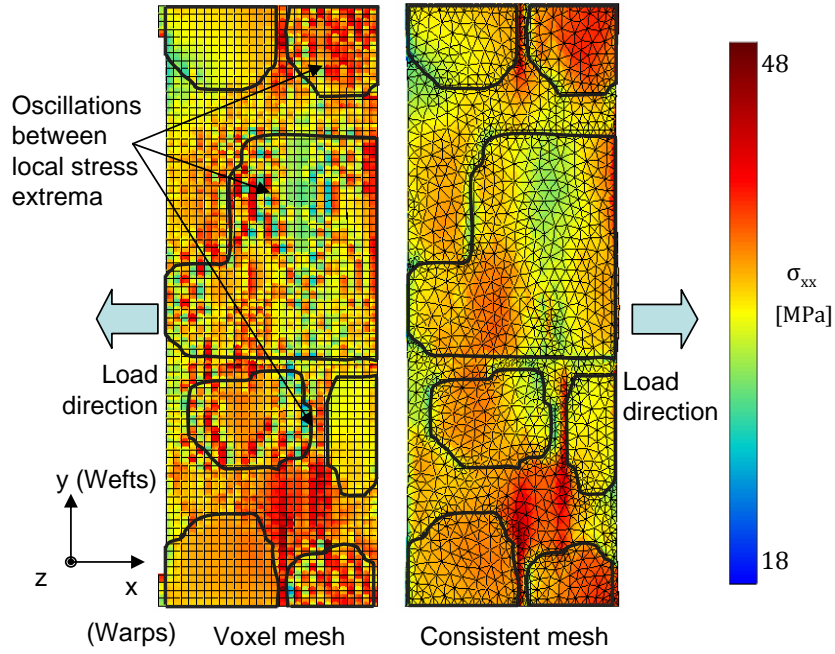 Oscillations
between
local stress
extrema
48
σxx
[MPa]
18
Load
direction
Load
direction
y (Wefts)
z
x
(Warps)
Voxel mesh
Consistent mesh